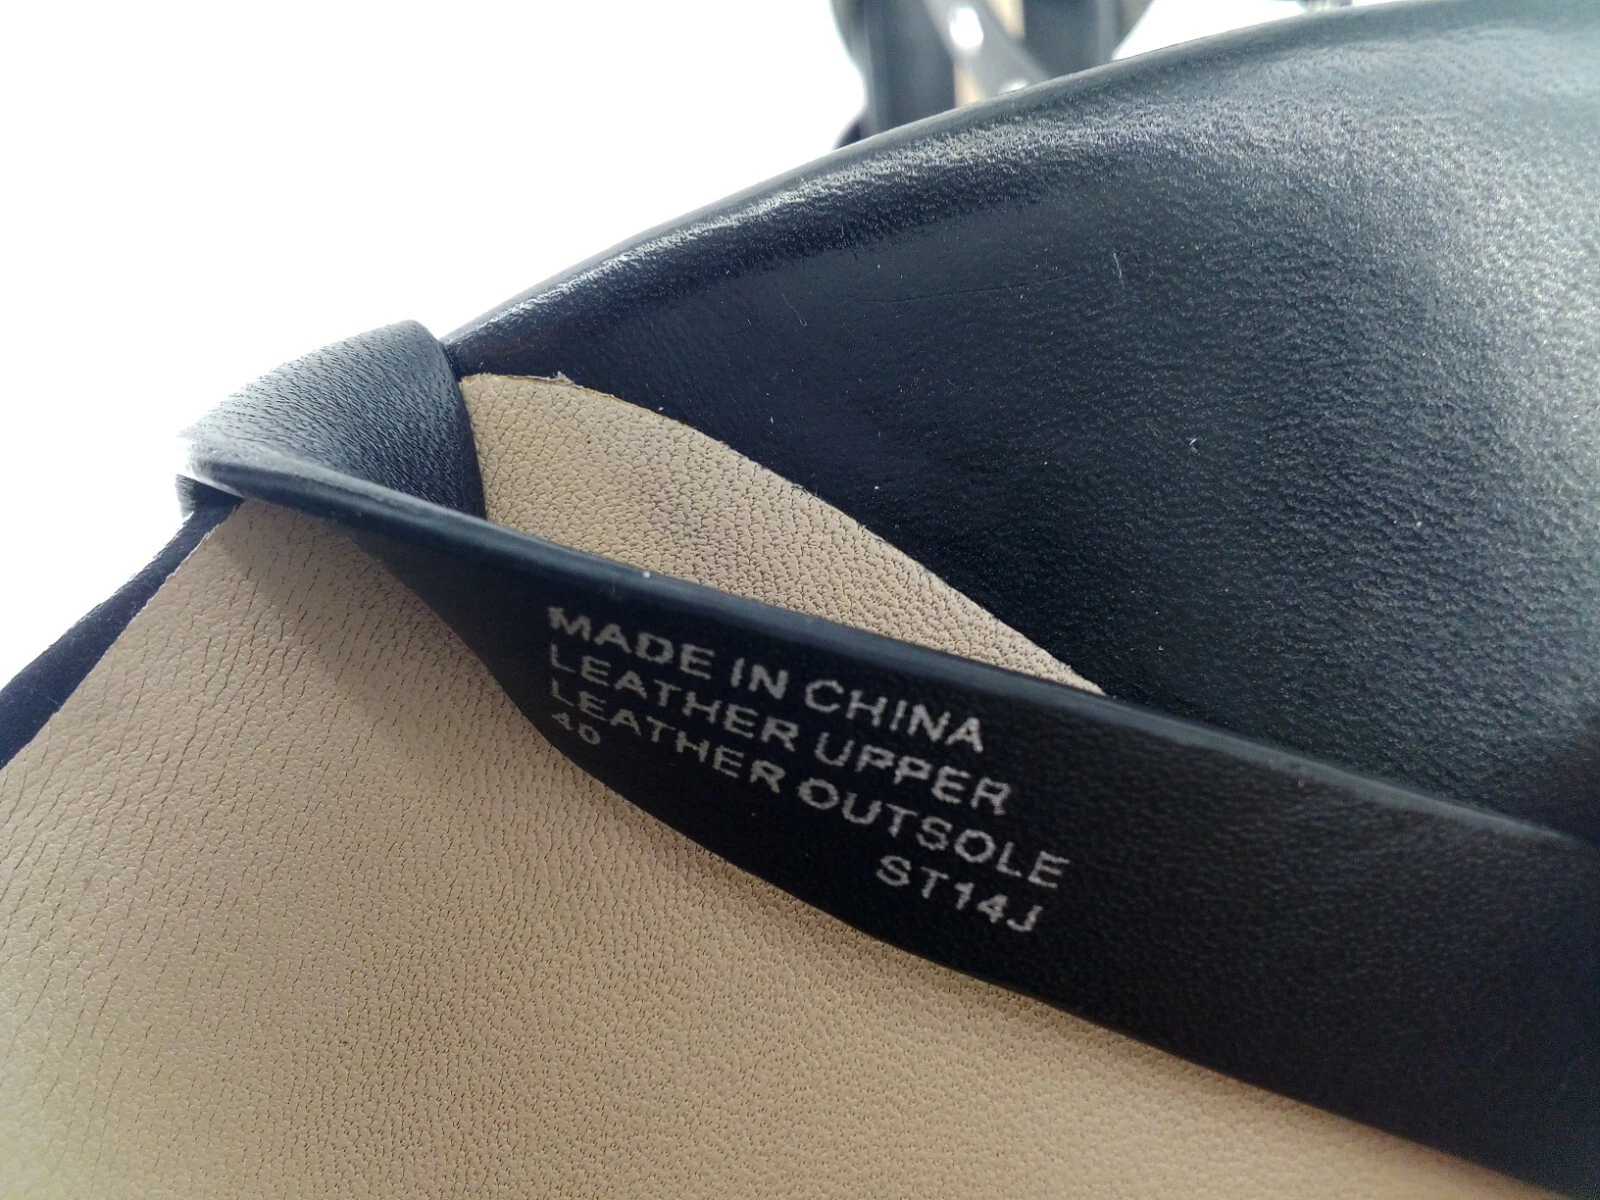 MADE IN CHINA
LEATHER UPPER
LEATHER OUTSOLE
40
ST14J